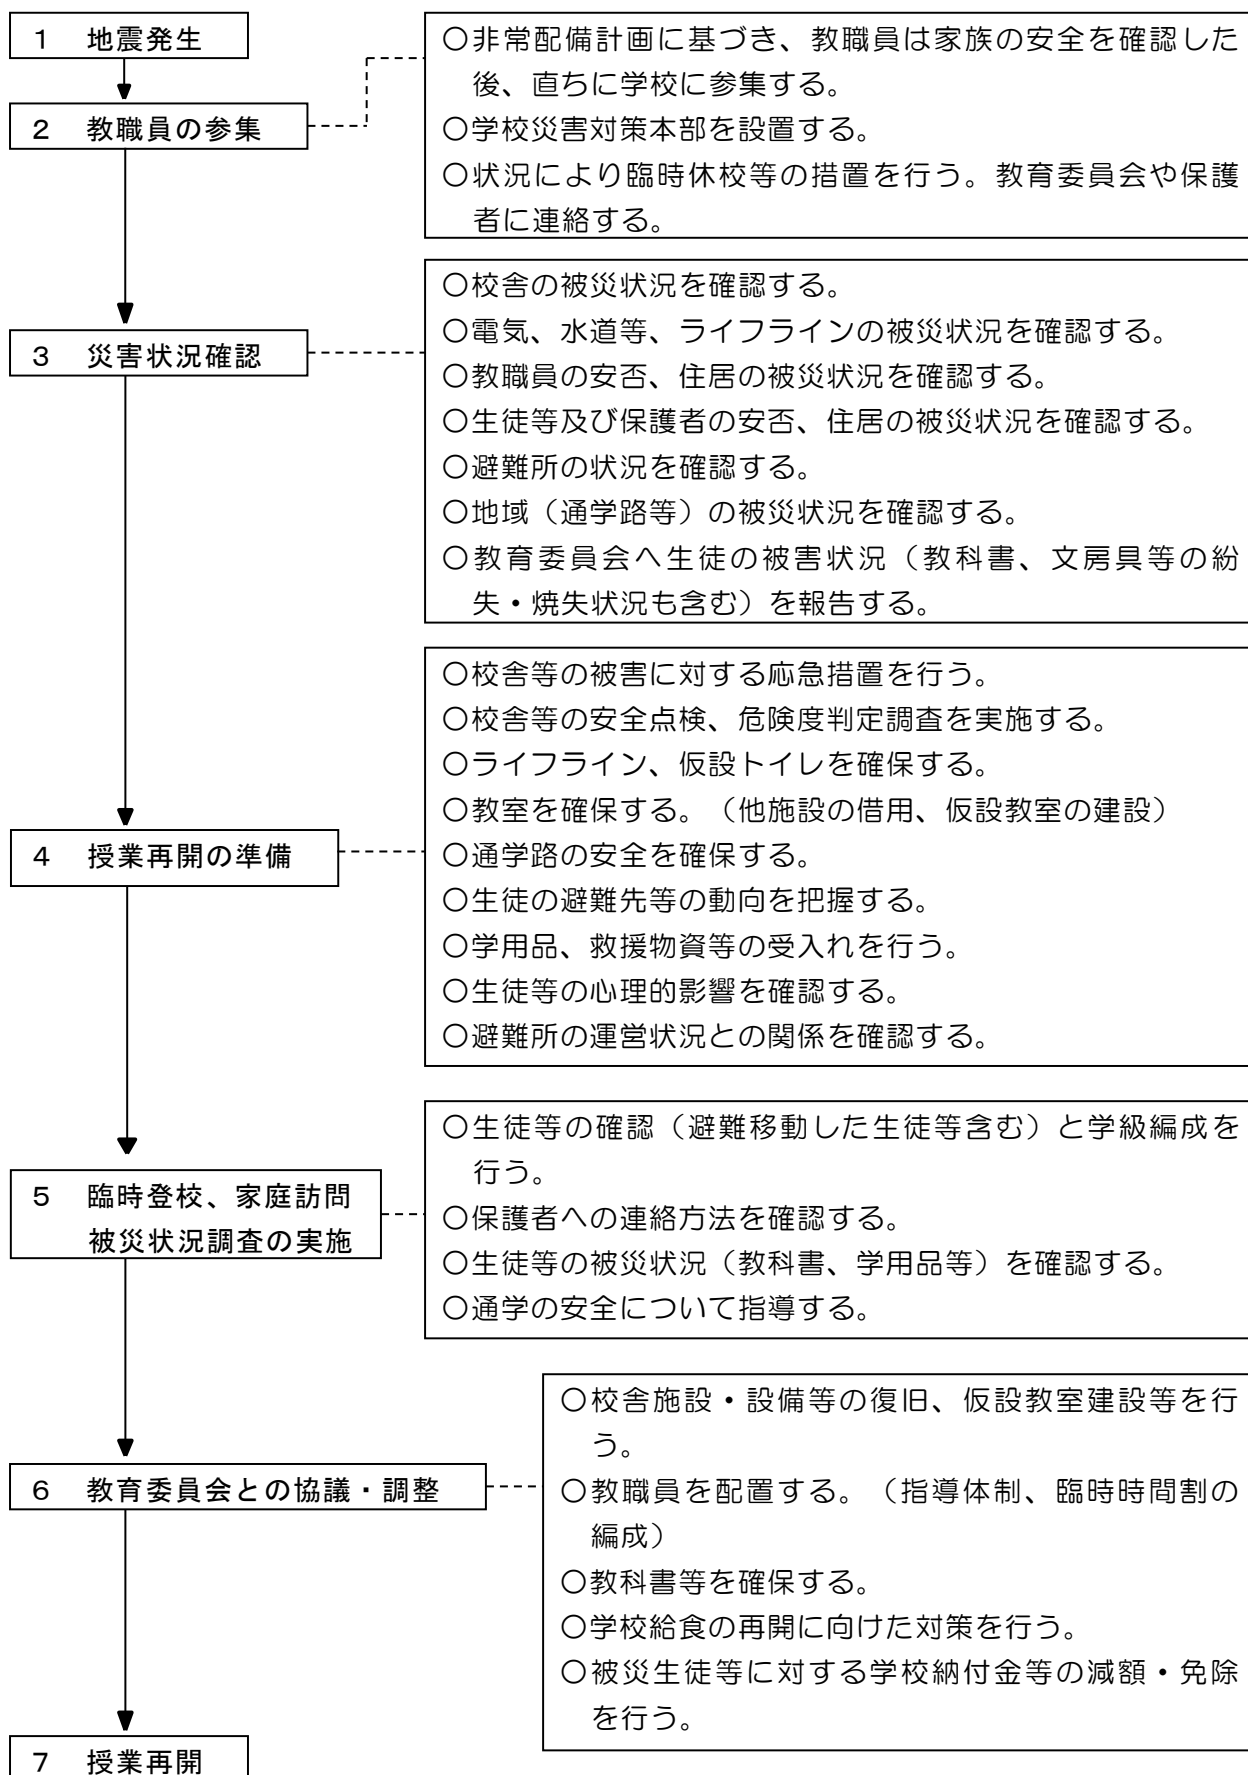 １　地震発生
〇非常配備計画に基づき、教職員は家族の安全を確認した
後、直ちに学校に参集する。
〇学校災害対策本部を設置する。
〇状況により臨時休校等の措置を行う。教育委員会や保護
者に連絡する。
２　教職員の参集
〇校舎の被災状況を確認する。
〇電気、水道等、ライフラインの被災状況を確認する。
〇教職員の安否、住居の被災状況を確認する。
〇生徒等及び保護者の安否、住居の被災状況を確認する。
〇避難所の状況を確認する。
〇地域（通学路等）の被災状況を確認する。
〇教育委員会へ生徒の被害状況（教科書、文房具等の紛
失・焼失状況も含む）を報告する。
３　災害状況確認
〇校舎等の被害に対する応急措置を行う。
〇校舎等の安全点検、危険度判定調査を実施する。
〇ライフライン、仮設トイレを確保する。
〇教室を確保する。（他施設の借用、仮設教室の建設）
〇通学路の安全を確保する。
〇生徒の避難先等の動向を把握する。
〇学用品、救援物資等の受入れを行う。
〇生徒等の心理的影響を確認する。
〇避難所の運営状況との関係を確認する。
４　授業再開の準備
〇生徒等の確認（避難移動した生徒等含む）と学級編成を
行う。
〇保護者への連絡方法を確認する。
〇生徒等の被災状況（教科書、学用品等）を確認する。
〇通学の安全について指導する。
５　臨時登校、家庭訪問
被災状況調査の実施
〇校舎施設・設備等の復旧、仮設教室建設等を行
う。
〇教職員を配置する。（指導体制、臨時時間割の
編成）
〇教科書等を確保する。
〇学校給食の再開に向けた対策を行う。
〇被災生徒等に対する学校納付金等の減額・免除
を行う。
６　教育委員会との協議・調整
７　授業再開